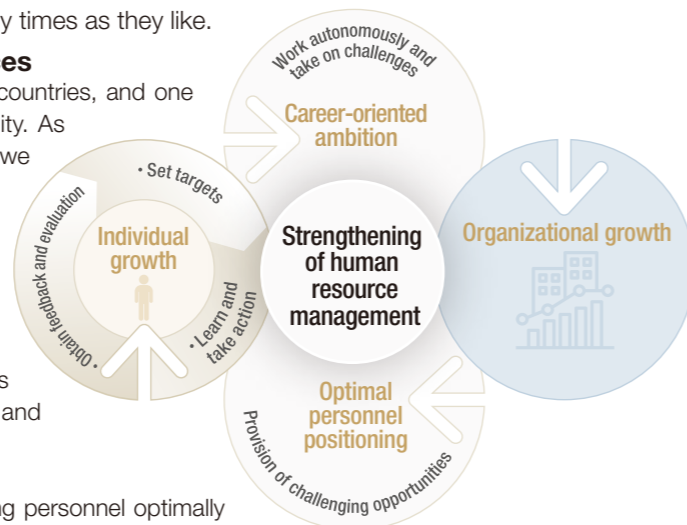 y times as they like.
ces
countries, and one
ity. As
we
s
and
ng personnel optimally
Work autonomously and
take on challenges
Career-oriented
ambition
• Set targets
Individual
growth
• Obtain feedback and evaluation
• Learn and
take action
Strengthening
of human
resource
management
Organizational growth
Optimal
personnel
positioning
Provision of challenging opportunities